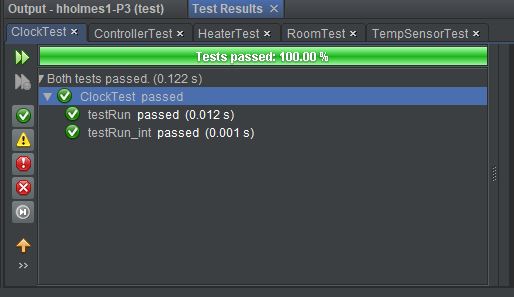 Output - hholmes1-P3 (test) Test Results ×
ClockTest × ControllerTest × HeaterTest × RoomTest × TempSensorTest ×
Tests passed: 100.00 %
Both tests passed. (0.122 s)
ClockTest passed
testRun passed (0.012 s)
testRun_int passed (0.001 s)
>>